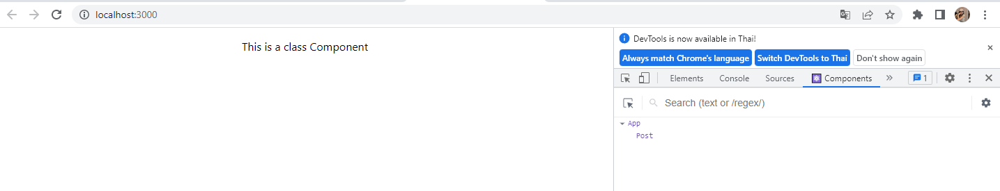 localhost:3000
This is a class Component
DevTools is now available in Thai!
Always match Chrome's language Switch DevTools to Thai Don't show again
Elements Console Sources Components 1
Search (text or /regex/)
App
Post